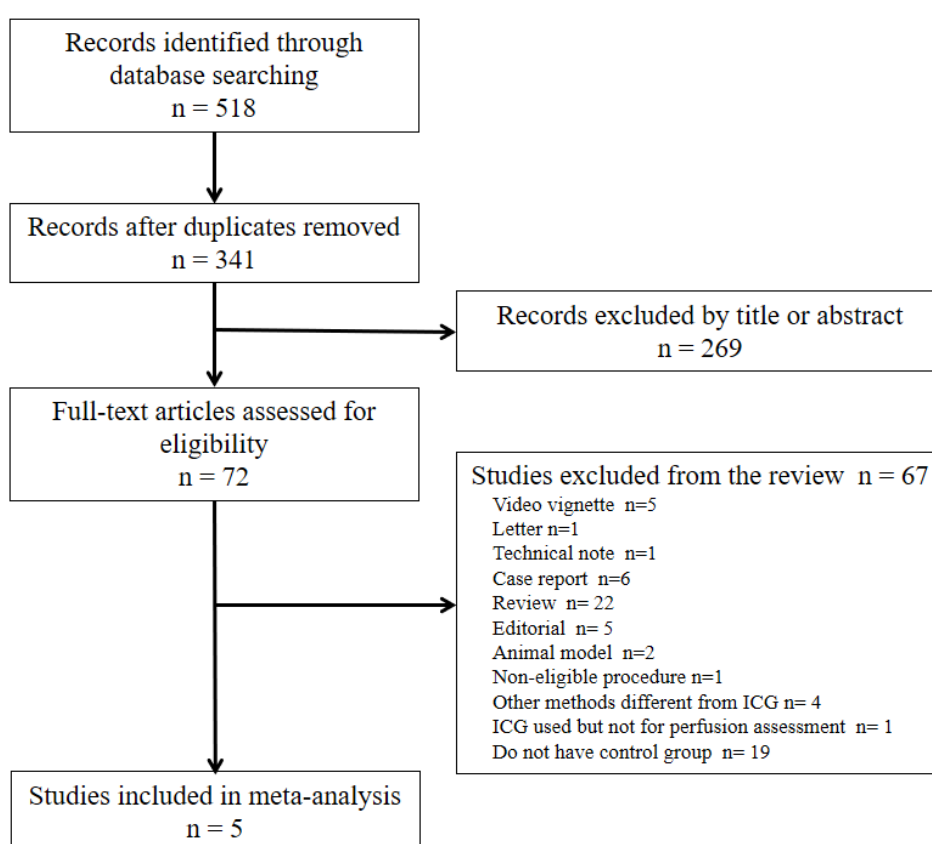 Records identified through
database searching
n = 518
Records after duplicates removed
n = 341
Records excluded by title or abstract
n = 269
Full-text articles assessed for
eligibility
n = 72
Studies excluded from the review n = 67
Video vignette n=5
Letter n=1
Technical note n=1
Case report n=6
Review n= 22
Editorial n= 5
Animal model n=2
Non-eligible procedure n=1
Other methods different from ICG n= 4
ICG used but not for perfusion assessment n= 1
Do not have control group n= 19
Studies included in meta-analysis
n = 5